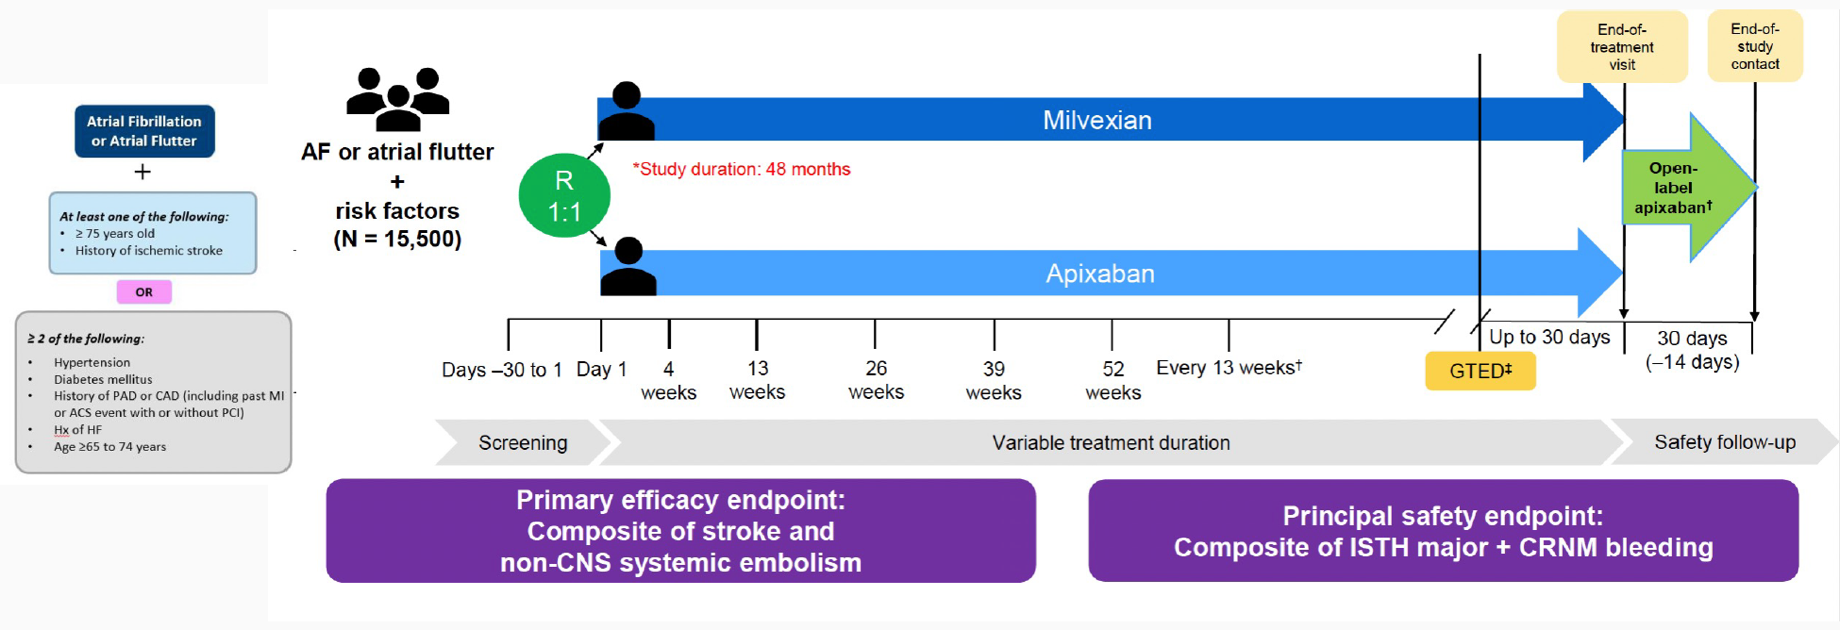 Atrial Fibrillation
or Atrial Flutter
+
At least one of the following:
• ≥ 75 years old
• History of ischemic stroke
OR
≥ 2 of the following:
• Hypertension
• Diabetes mellitus
• History of PAD or CAD (including past MI
or ACS event with or without PCI)
• Hx of HF
• Age ≥65 to 74 years
AF or atrial flutter
+
risk factors
(N = 15,500)
R
1:1
Milvexian
*Study duration: 48 months
Apixaban
End-of-
treatment
visit
End-of-
study
contact
Open-
label
apixaban†
Days –30 to 1
Day 1
4
weeks
13
weeks
26
weeks
39
weeks
52
weeks
Every 13 weeks†
GTED‡
Up to 30 days
30 days
(–14 days)
Screening
Variable treatment duration
Safety follow-up
Primary efficacy endpoint:
Composite of stroke and
non-CNS systemic embolism
Principal safety endpoint:
Composite of ISTH major + CRNM bleeding